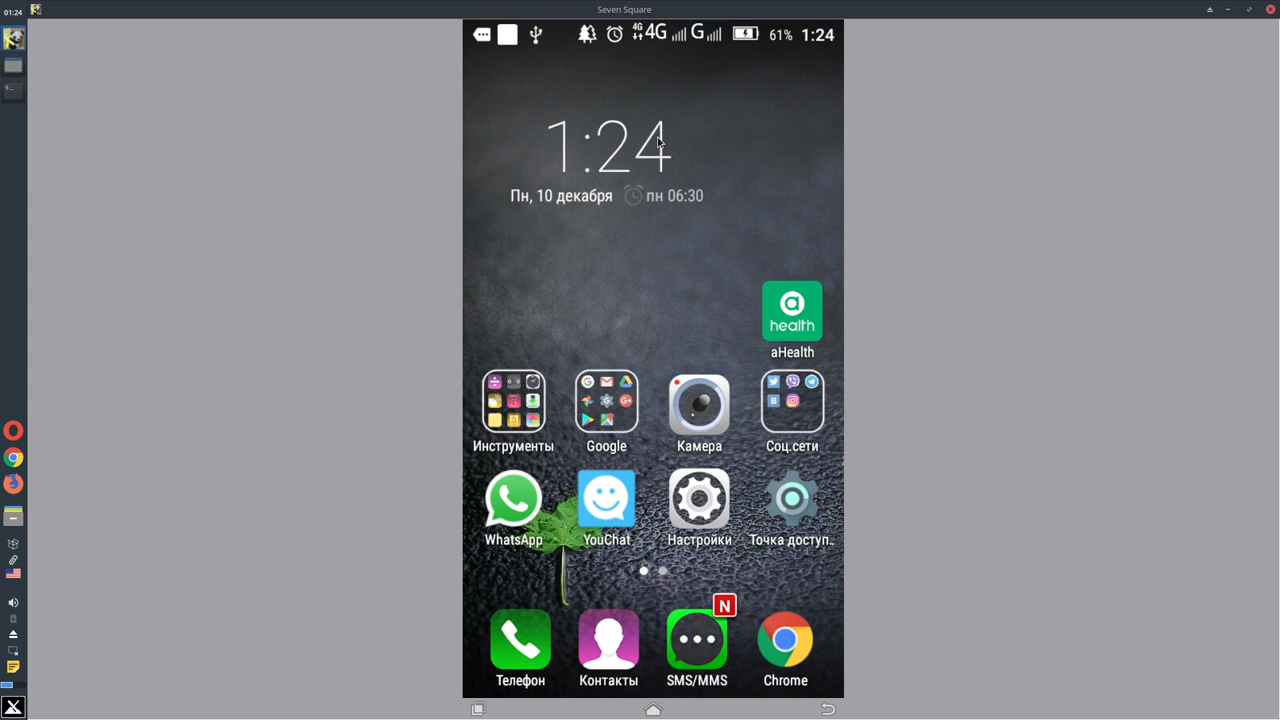 01:24
Seven Square
4G 4G G 61% 1:24
1:24
Пн, 10 декабря пн 06:30
a
health
aHealth
Инструменты Google Камера Соц.сети
WhatsApp YouChat Настройки Точка доступ..
N
Телефон Контакты SMS/MMS Chrome